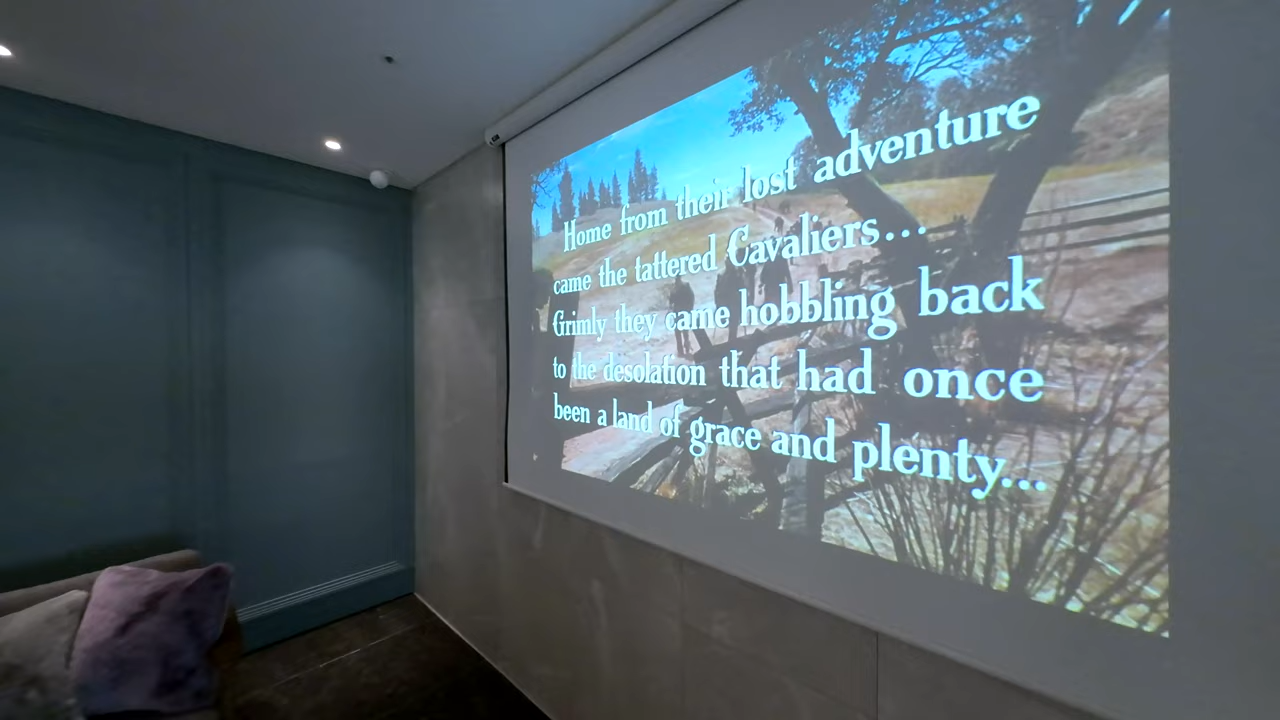 Home from their lost adventure
came the tattered Cavaliers...
Grimly they came hobbling back
to the desolation that had once
been a land of grace and plenty...